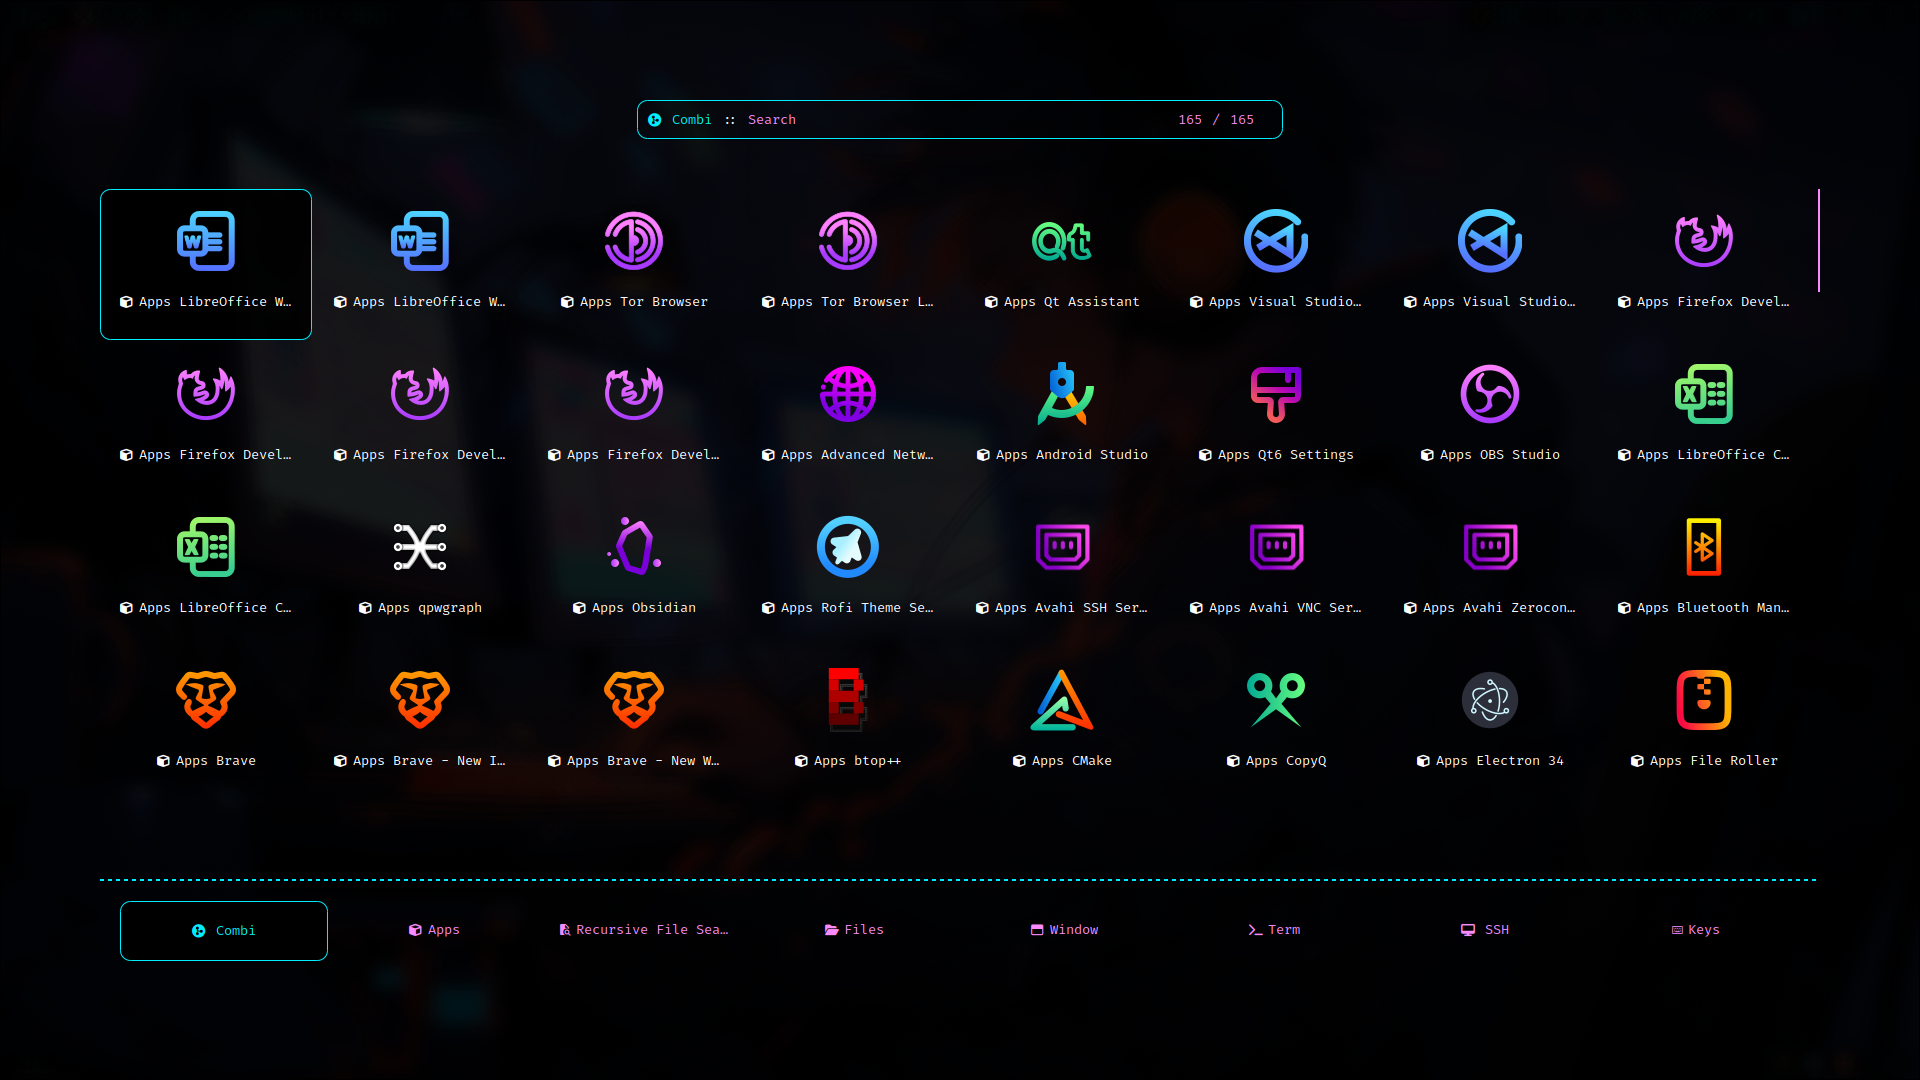 Combi :: Search 165 / 165
Apps LibreOffice W… Apps LibreOffice W… Apps Tor Browser Apps Tor Browser L… Apps Qt Assistant Apps Visual Studio… Apps Visual Studio… Apps Firefox Devel…
Apps Firefox Devel… Apps Firefox Devel… Apps Firefox Devel… Apps Advanced Netw… Apps Android Studio Apps Qt6 Settings Apps OBS Studio Apps LibreOffice C…
Apps LibreOffice C… Apps qpwgraph Apps Obsidian Apps Rofi Theme Se… Apps Avahi SSH Ser… Apps Avahi VNC Ser… Apps Avahi Zerocon… Apps Bluetooth Man…
Apps Brave Apps Brave - New I… Apps Brave - New W… Apps btop++ Apps CMake Apps CopyQ Apps Electron 34 Apps File Roller
Combi Apps Recursive File Sea… Files Window Term SSH Keys